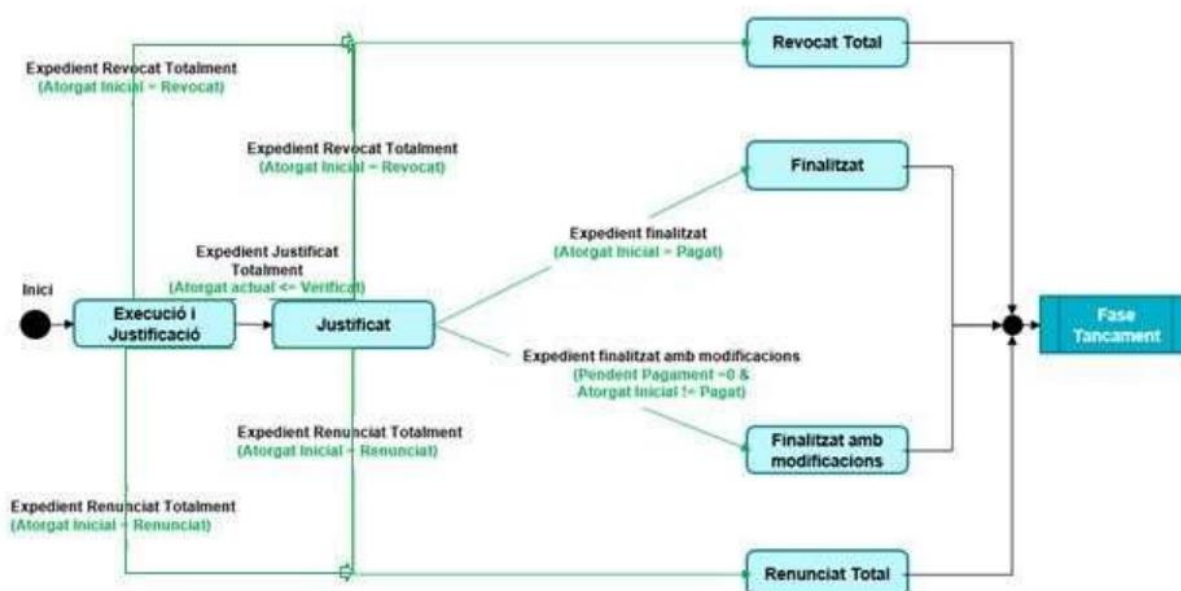 Revocat Total
Expedient Revocat Totalment
(Atorgat Inicial = Revocat)
Expedient Revocat Totalment
(Atorgat Inicial = Revocat)
Finalitzat
Expedient finalitzat
(Atorgat Inicial = Pagat)
Expedient Justificat
Totalment
(Atorgat actual <= Verificat)
Inici
Execució i
Justificació
Justificat
Fase
Tancament
Expedient finalitzat amb modificacions
(Pendent Pagament =0 &
Atorgat Inicial != Pagat)
Expedient Renunciat Totalment
(Atorgat Inicial = Renunciat)
Finalitzat amb
modificacions
Expedient Renunciat Totalment
(Atorgat Inicial = Renunciat)
Renunciat Total